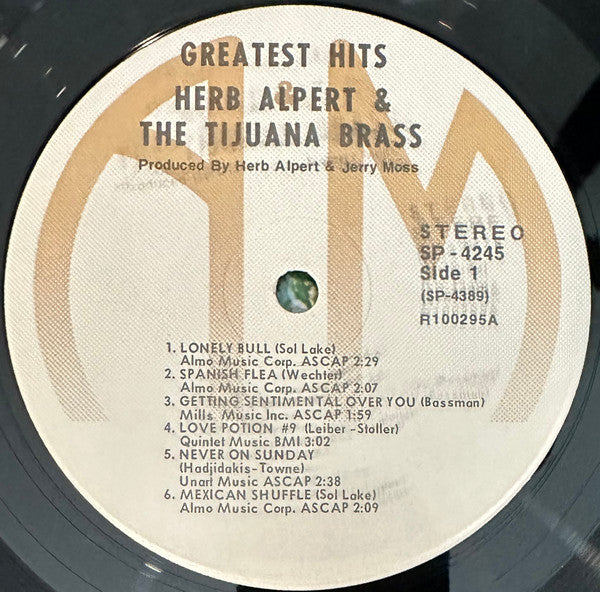 GREATEST HITS
HERB ALPERT &
THE TIJUANA BRASS
Produced By Herb Alpert & Jerry Moss
STEREO
SP-4245
Side 1
(SP-4389)
R100295A
1. LONELY BULL (Sol Lake)
Almo Music Corp. ASCAP 2:29
2. SPANISH FLEA (Wechter)
Almo Music Corp. ASCAP 2:07
3. GETTING SENTIMENTAL OVER YOU (Bassman)
Mills Music Inc. ASCAP 1:59
4. LOVE POTION #9 (Leiber-Stoller)
Quintet Music BMI 3:02
5. NEVER ON SUNDAY
(Hadjidakis-Towne)
Unart Music ASCAP 2:38
6. MEXICAN SHUFFLE (Sol Lake)
Almo Music Corp. ASCAP 2:09
AM